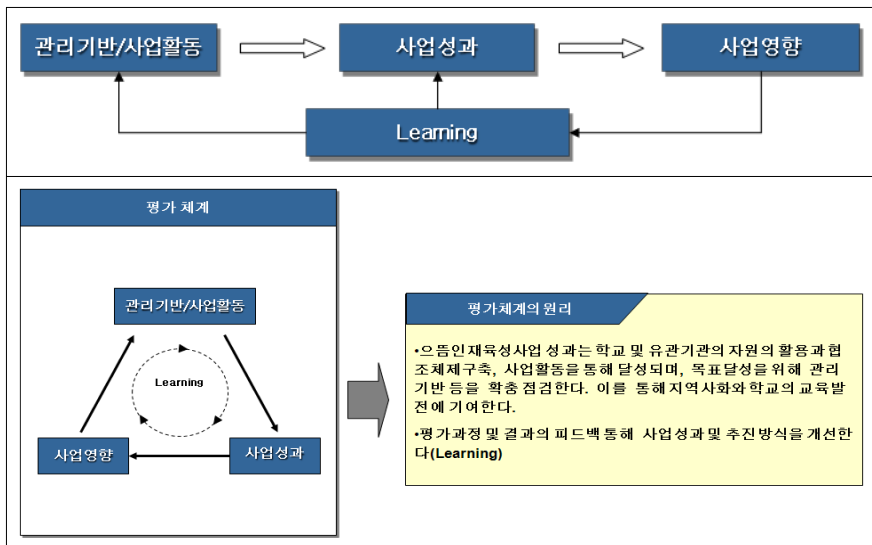 관리기반/사업활동
사업성과
사업영향
Learning
평가 체계
관리기반/사업활동
Learning
사업영향
사업성과
평가체계의 원리
•으뜸인재육성사업 성과는 학교 및 유관기관의 자원의 활용과 협
조체제구축, 사업활동을 통해 달성되며, 목표달성을 위해 관리
기반 등을 확충 점검한다. 이를 통해 지역사화와 학교의 교육발
전에 기여한다.
•평가과정 및 결과의 피드백 통해 사업성과 및 추진방식을 개선한
다(Learning)